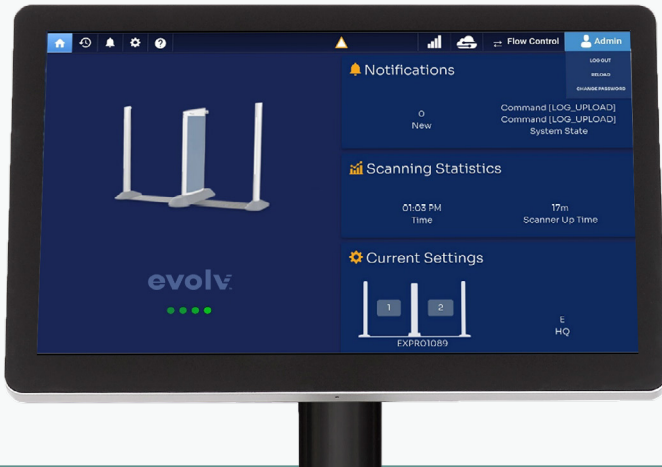 Flow Control
Admin
LOG OUT
RELOAD
CHANGE PASSWORD
Notifications
0
New
Command [LOG_UPLOAD]
Command [LOG_UPLOAD]
System State
Scanning Statistics
01:03 PM
Time
17m
Scanner Up Time
evolv
Current Settings
1
2
EXPR01089
E
HQ